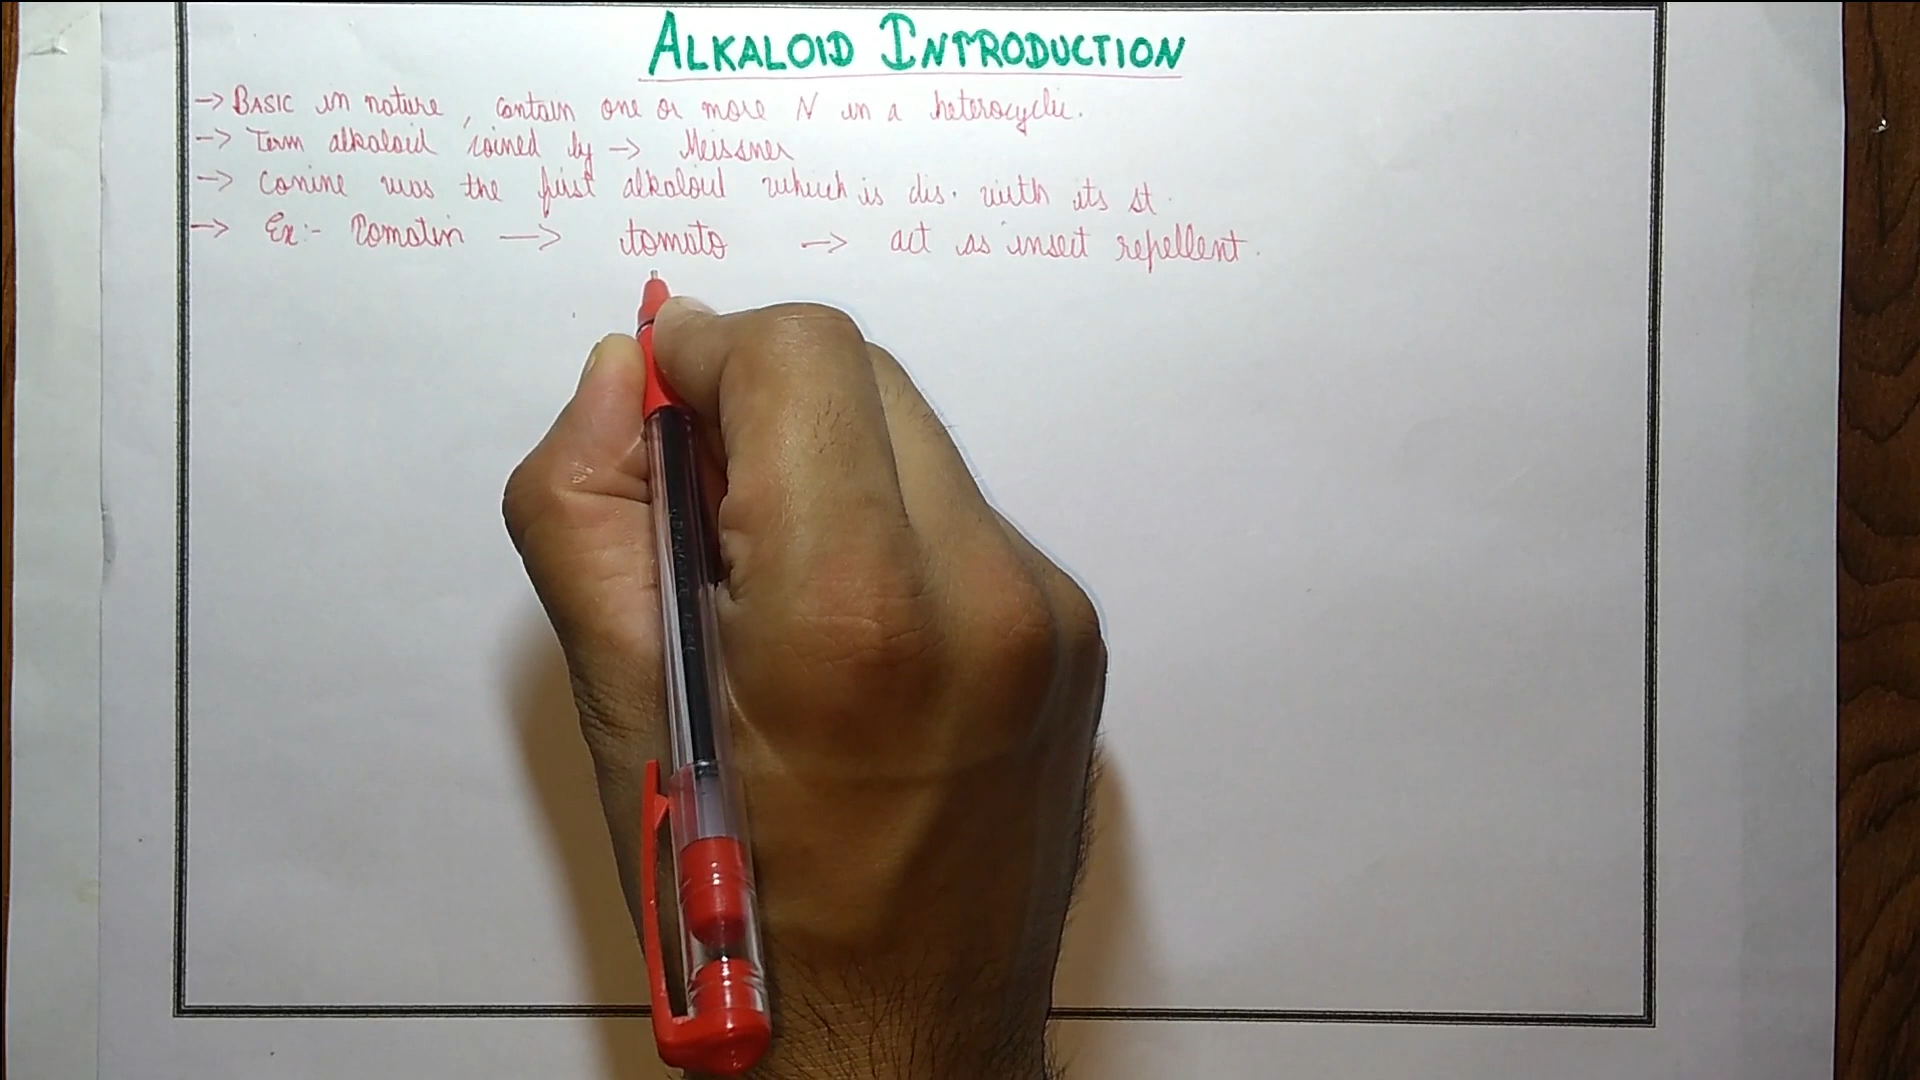 ALKALOID INTRODUCTION
→ BASIC in nature, contain one or more N in a heterocyclic.
→ Term alkaloid coined by → Meissner
→ Conine was the first alkaloid which is dis. with its st.
→ Ex:- Tomatin → tomato → act as insect repellent.